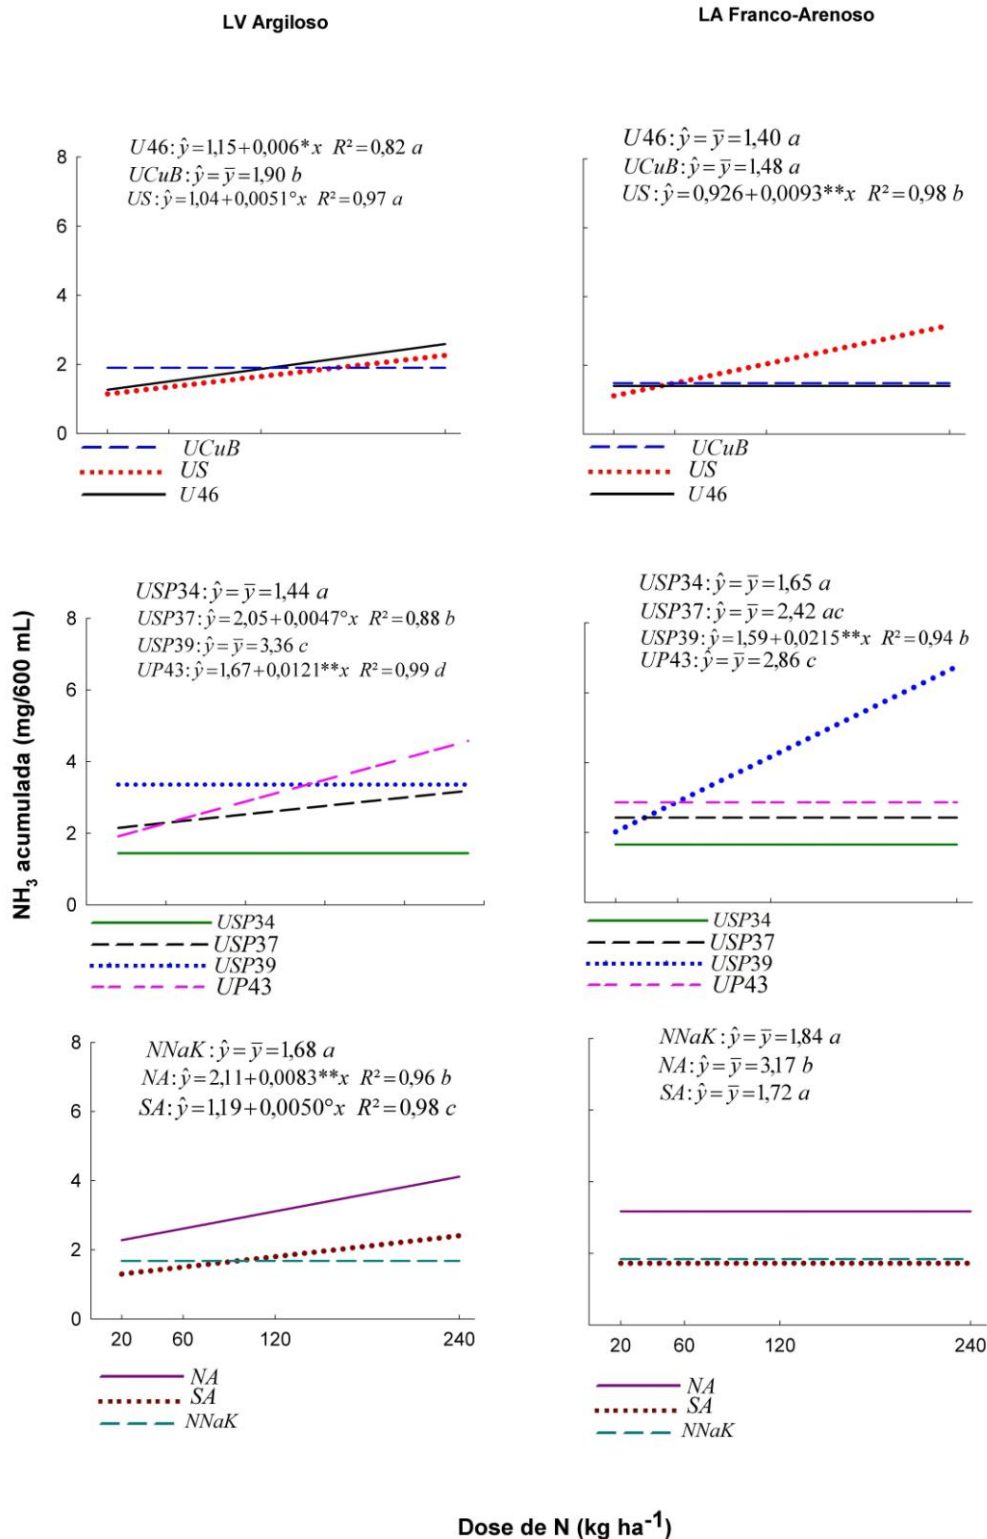 LV Argiloso
LA Franco-Arenoso
NH3 acumulada (mg/600 mL)
U46: ŷ=1,15+0,006*x R²=0,82 a
UCuB: ŷ=ȳ=1,90 b
US: ŷ=1,04+0,0051°x R²=0,97 a
8
6
4
2
0
UCuB
US
U46
U46: ŷ=ȳ=1,40 a
UCuB: ŷ=ȳ=1,48 a
US: ŷ=0,926+0,0093**x R²=0,98 b
UCuB
US
U46
USP34: ŷ=ȳ=1,44 a
USP37: ŷ=2,05+0,0047°x R²=0,88 b
USP39: ŷ=ȳ=3,36 c
UP43: ŷ=1,67+0,0121**x R²=0,99 d
8
6
4
2
0
USP34
USP37
USP39
UP43
USP34: ŷ=ȳ=1,65 a
USP37: ŷ=ȳ=2,42 ac
USP39: ŷ=1,59+0,0215**x R²=0,94 b
UP43: ŷ=ȳ=2,86 c
USP34
USP37
USP39
UP43
NNaK: ŷ=ȳ=1,68 a
NA: ŷ=2,11+0,0083**x R²=0,96 b
SA: ŷ=1,19+0,0050°x R²=0,98 c
8
6
4
2
0
20 60 120 240
NA
SA
NNaK
NNaK: ŷ=ȳ=1,84 a
NA: ŷ=ȳ=3,17 b
SA: ŷ=ȳ=1,72 a
20 60 120 240
NA
SA
NNaK
Dose de N (kg ha-1)